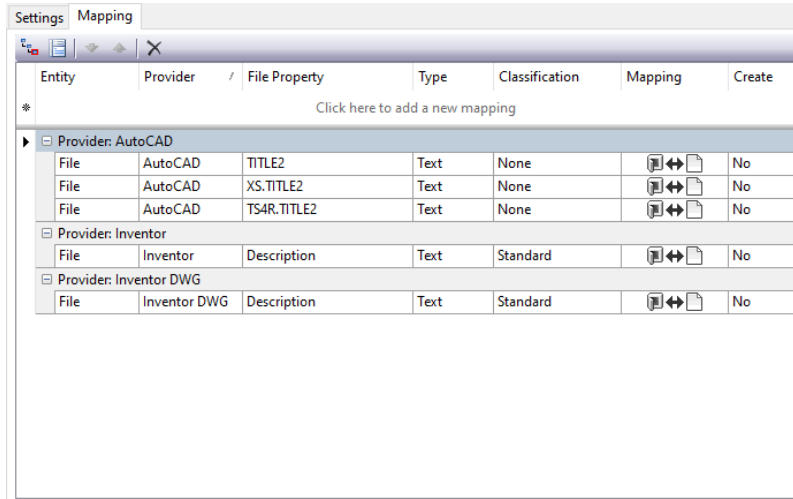 Settings Mapping
Entity Provider / File Property Type Classification Mapping Create
Click here to add a new mapping
Provider: AutoCAD
File AutoCAD TITLE2 Text None No
File AutoCAD XS.TITLE2 Text None No
File AutoCAD TS4R.TITLE2 Text None No
Provider: Inventor
File Inventor Description Text Standard No
Provider: Inventor DWG
File Inventor DWG Description Text Standard No